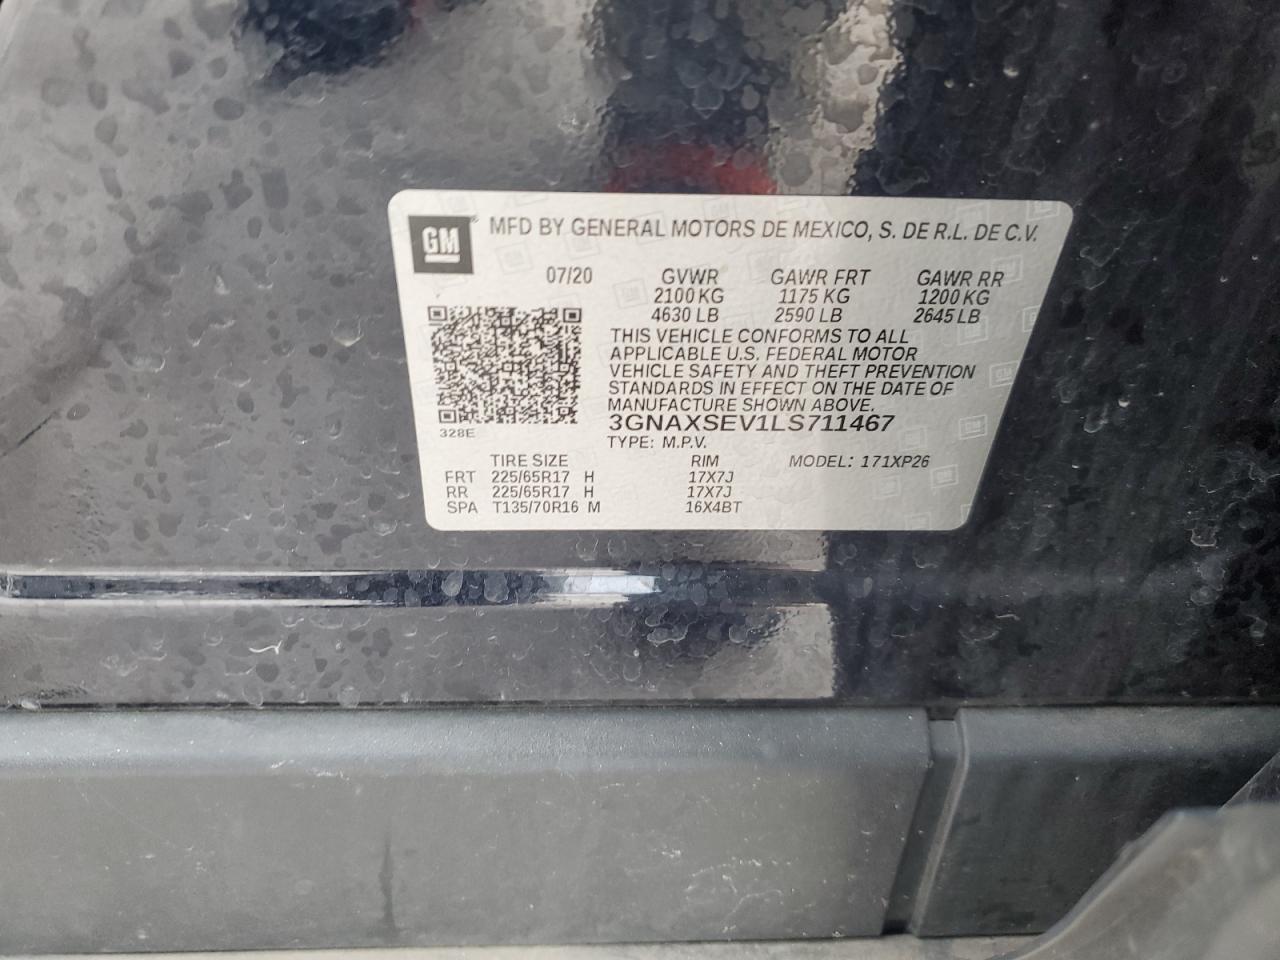 GM MFD BY GENERAL MOTORS DE MEXICO, S. DE R.L. DE C.V.
07/20 GVWR GAWR FRT GAWR RR
2100 KG 1175 KG 1200 KG
4630 LB 2590 LB 2645 LB
THIS VEHICLE CONFORMS TO ALL
APPLICABLE U.S. FEDERAL MOTOR
VEHICLE SAFETY AND THEFT PREVENTION
STANDARDS IN EFFECT ON THE DATE OF
MANUFACTURE SHOWN ABOVE.
3GNAXSEV1LS711467
328E TYPE: M.P.V.
TIRE SIZE RIM MODEL: 171XP26
FRT 225/65R17 H 17X7J
RR 225/65R17 H 17X7J
SPA T135/70R16 M 16X4BT